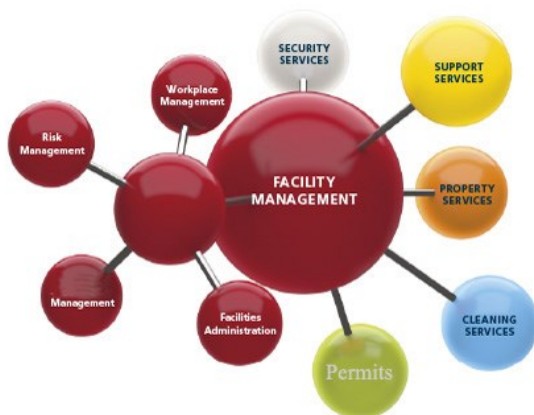 SECURITY
SERVICES
SUPPORT
SERVICES
Workplace
Management
Risk
Management
FACILITY
MANAGEMENT
PROPERTY
SERVICES
Management
Facilities
Administration
CLEANING
SERVICES
Permits